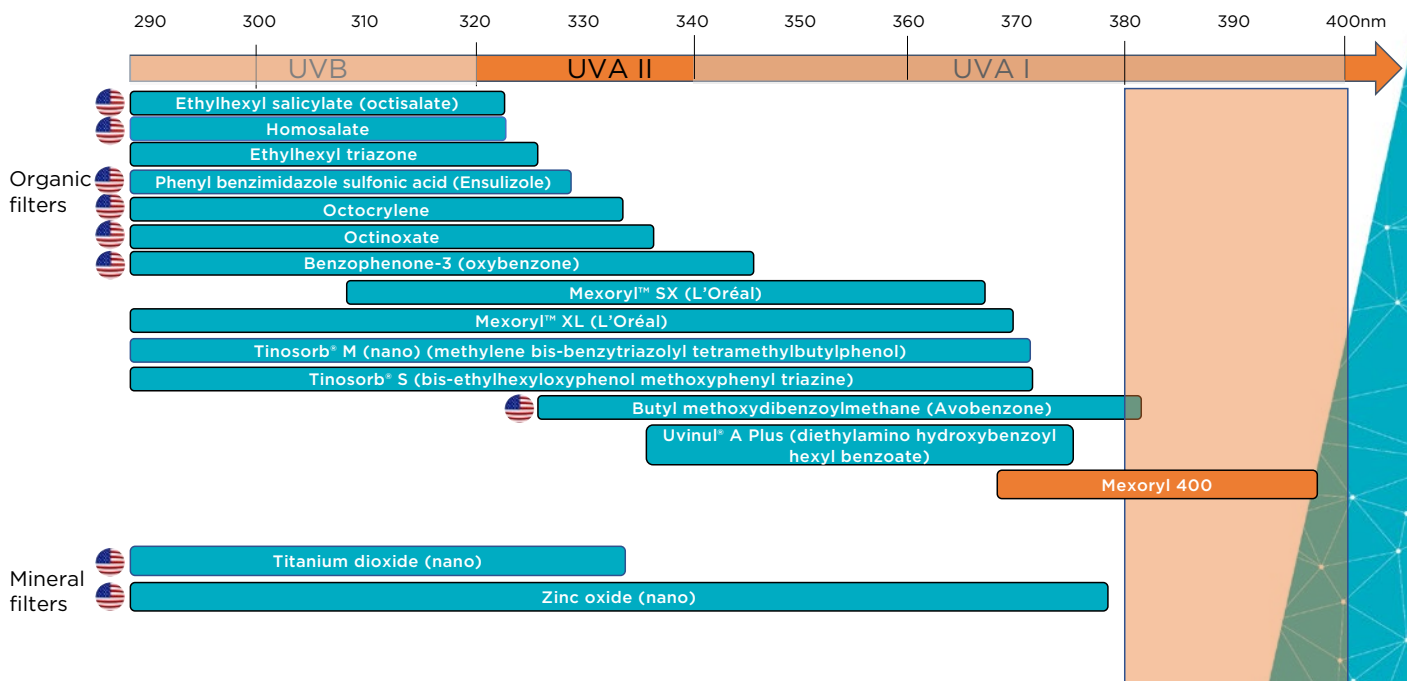 290 300 310 320 330 340 350 360 370 380 390 400nm
UVB UVA II UVA I
Ethylhexyl salicylate (octisalate)
Homosalate
Ethylhexyl triazone
Organic
filters
Phenyl benzimidazole sulfonic acid (Ensulizole)
Octocrylene
Octinoxate
Benzophenone-3 (oxybenzone)
Mexoryl™ SX (L’Oréal)
Mexoryl™ XL (L’Oréal)
Tinosorb® M (nano) (methylene bis-benzytriazolyl tetramethylbutylphenol)
Tinosorb® S (bis-ethylhexyloxyphenol methoxyphenyl triazine)
Butyl methoxydibenzoylmethane (Avobenzone)
Uvinul® A Plus (diethylamino hydroxybenzoyl
hexyl benzoate)
Mexoryl 400
Mineral
filters
Titanium dioxide (nano)
Zinc oxide (nano)